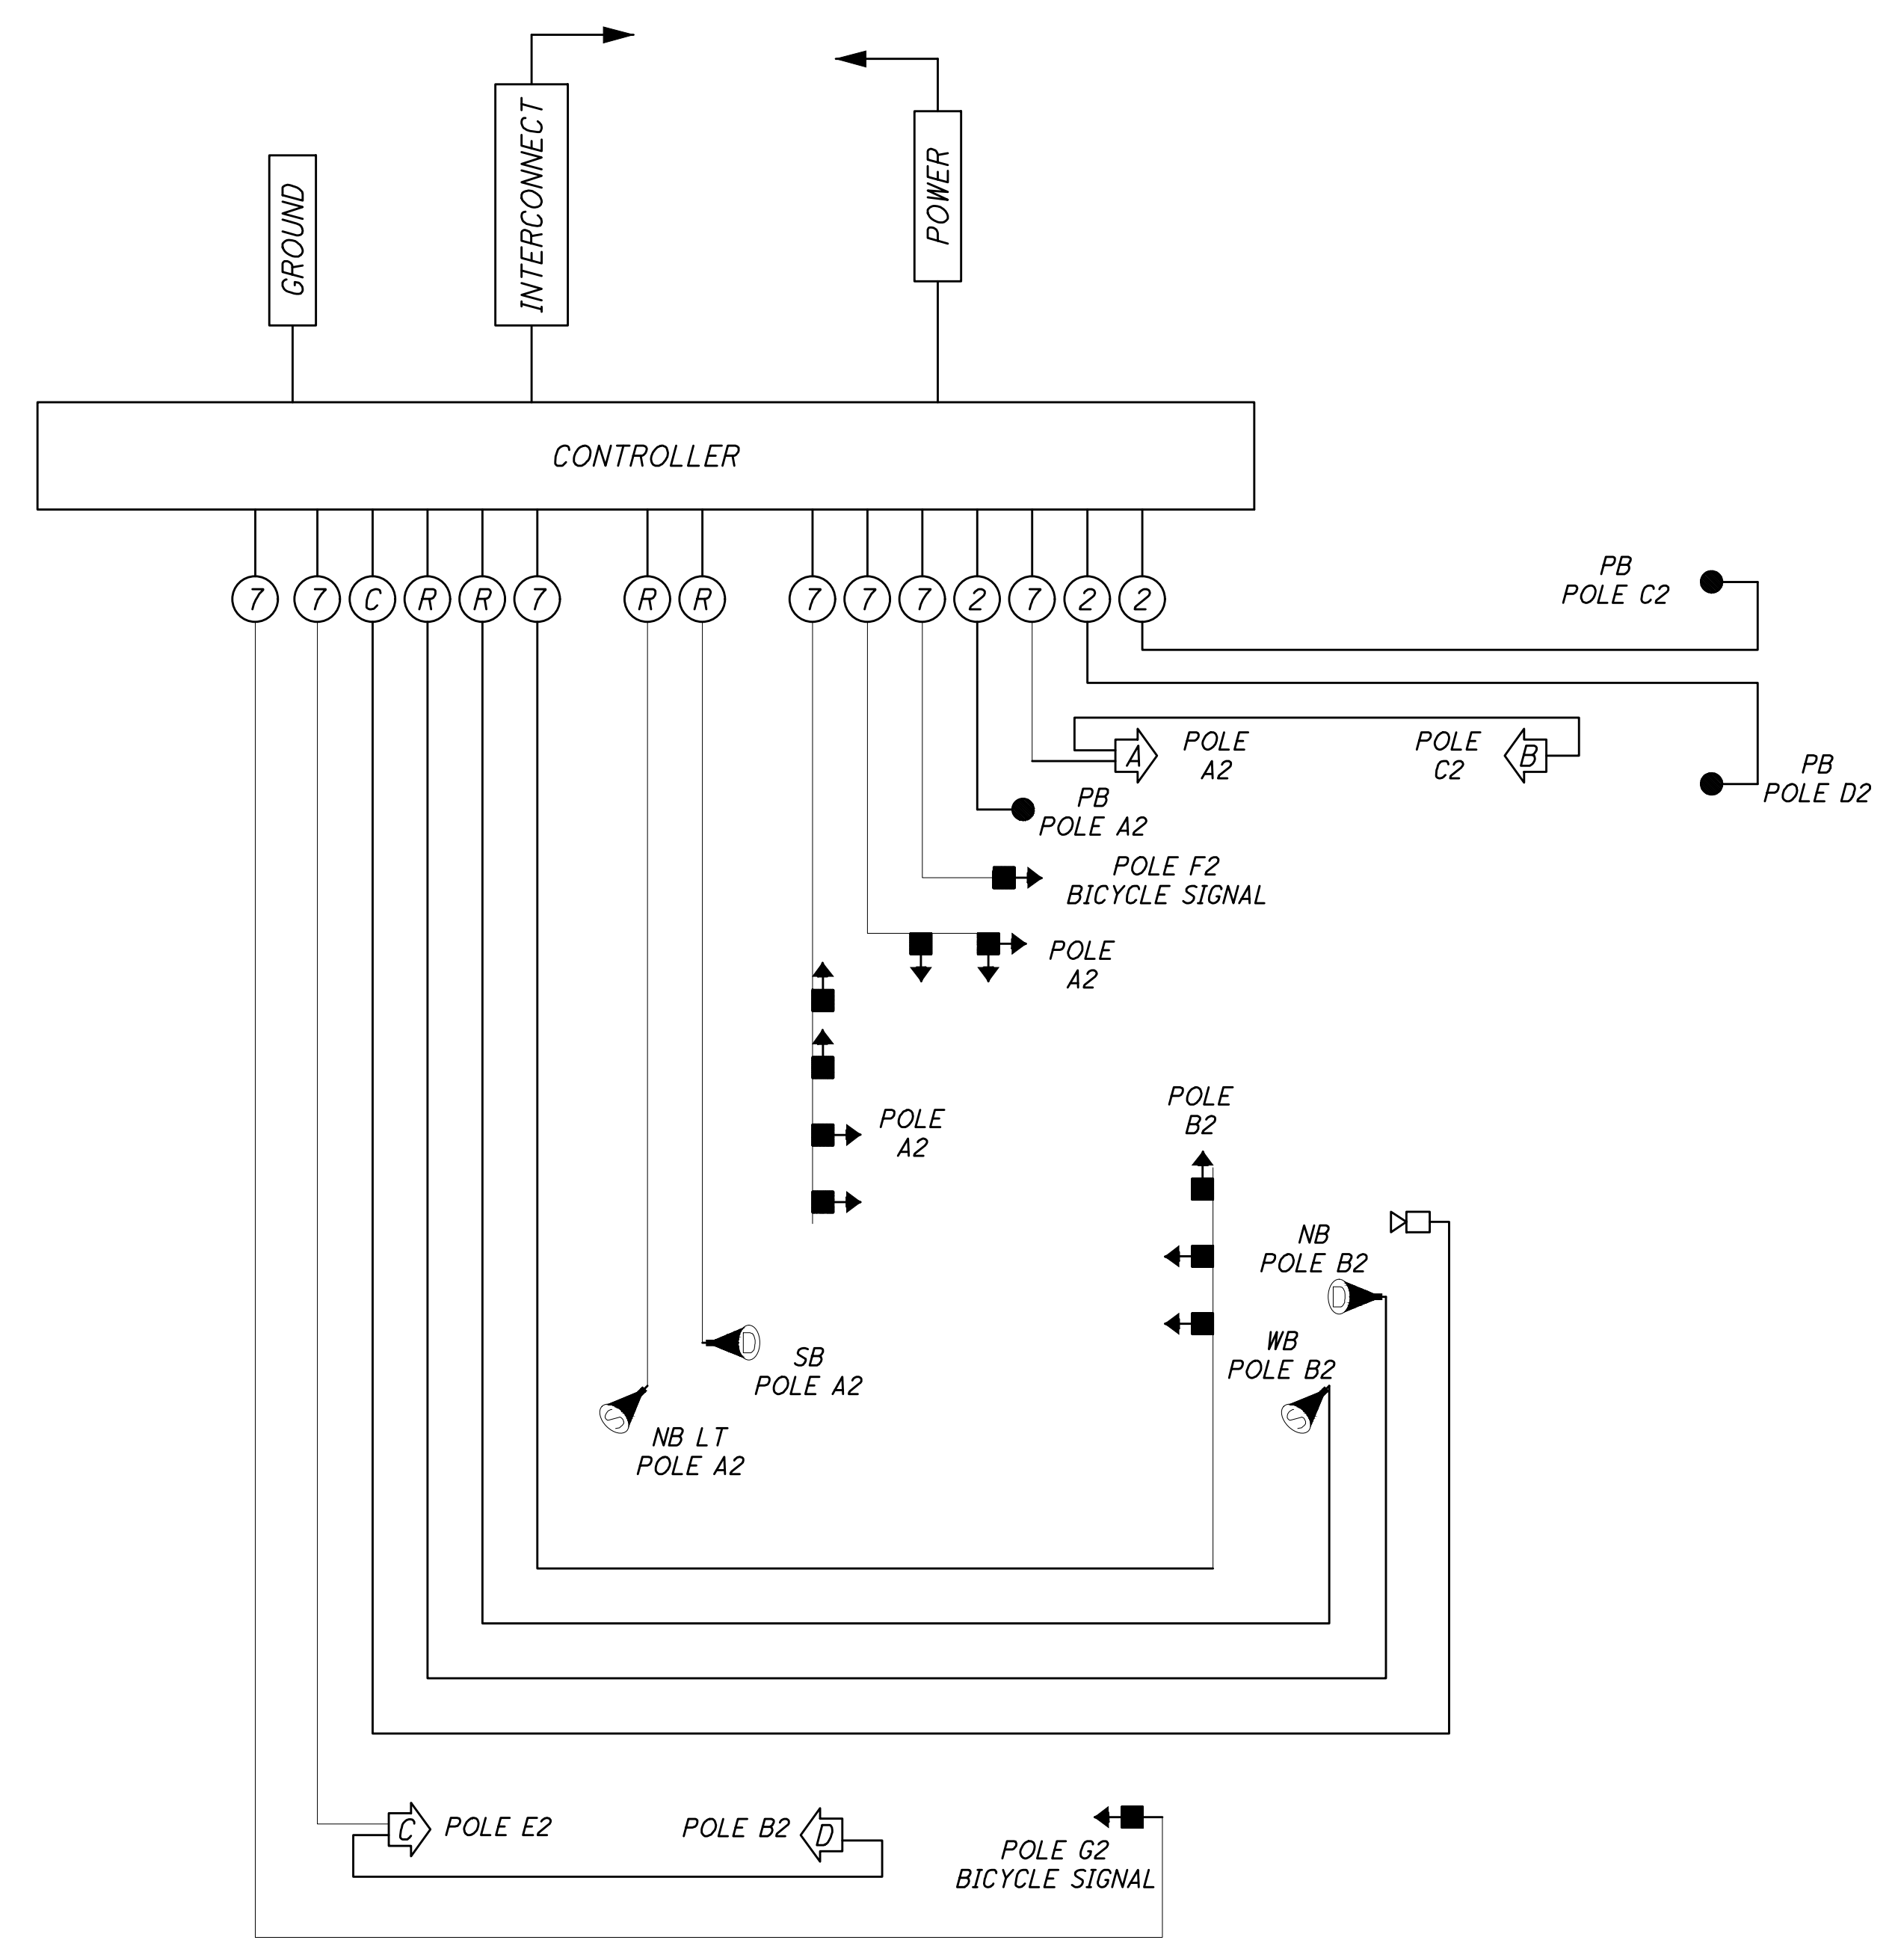 GROUND
INTERCONNECT
POWER
CONTROLLER
7 7 C R R 7 R R 7 7 7 2 7 2 2
PB
POLE C2
A
POLE
A2
POLE
C2
B
PB
POLE D2
PB
POLE A2
POLE F2
BICYCLE SIGNAL
POLE
A2
POLE
A2
POLE
B2
NB
POLE B2
D
WB
POLE B2
S
D
SB
POLE A2
S
NB LT
POLE A2
C
POLE E2
POLE B2
D
POLE G2
BICYCLE SIGNAL